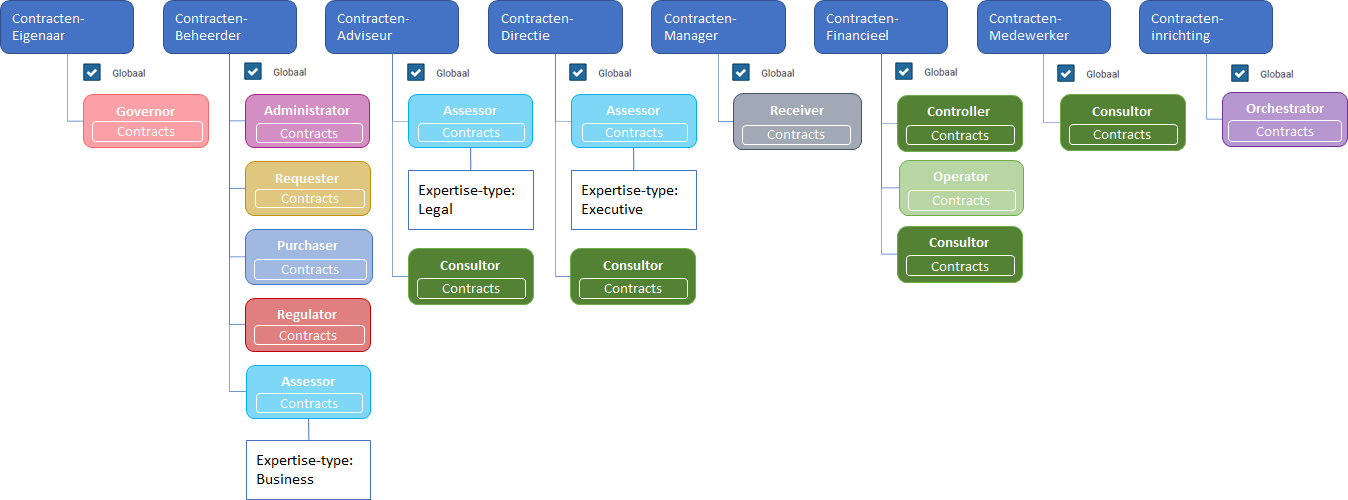 Contracten-
Eigenaar
Globaal
Governor
Contracts
Contracten-
Beheerder
Globaal
Administrator
Contracts
Requester
Contracts
Purchaser
Contracts
Regulator
Contracts
Assessor
Contracts
Expertise-type:
Business
Contracten-
Adviseur
Globaal
Assessor
Contracts
Expertise-type:
Legal
Consultor
Contracts
Contracten-
Directie
Globaal
Assessor
Contracts
Expertise-type:
Executive
Consultor
Contracts
Contracten-
Manager
Globaal
Receiver
Contracts
Contracten-
Financieel
Globaal
Controller
Contracts
Operator
Contracts
Consultor
Contracts
Contracten-
Medewerker
Globaal
Consultor
Contracts
Contracten-
inrichting
Globaal
Orchestrator
Contracts